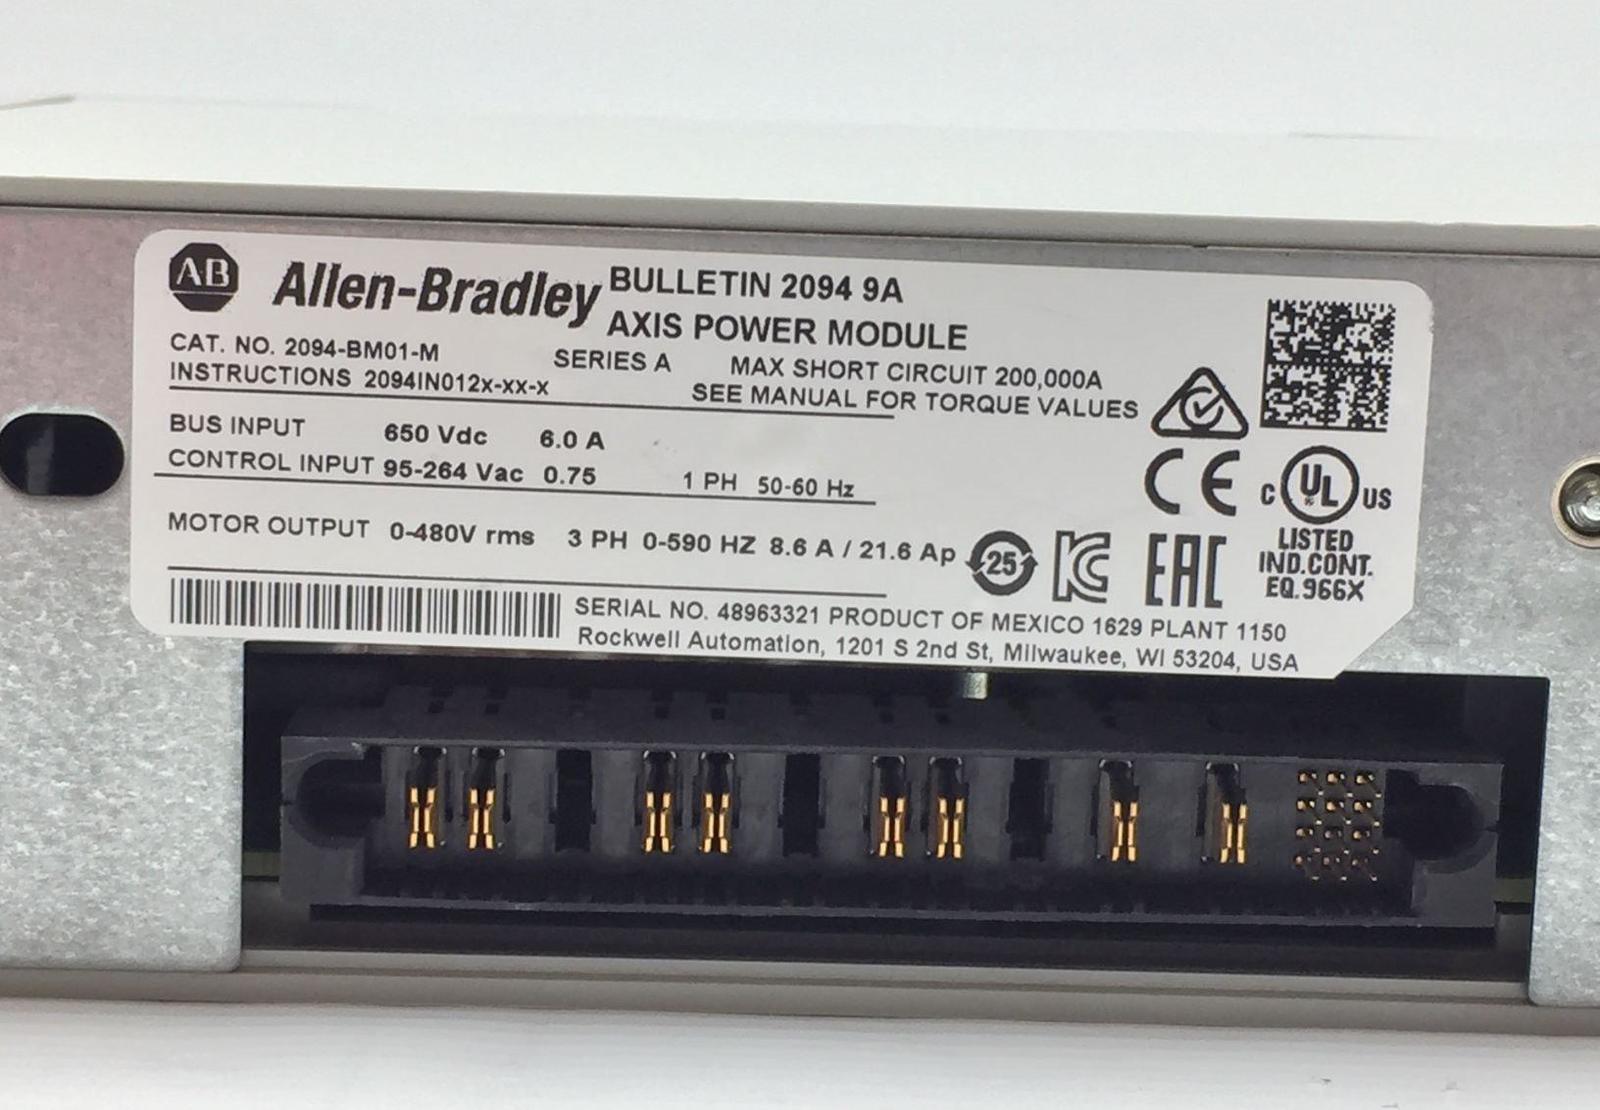 AB Allen-Bradley BULLETIN 2094 9A
AXIS POWER MODULE
CAT. NO. 2094-BM01-M SERIES A MAX SHORT CIRCUIT 200,000A
INSTRUCTIONS 2094IN012x-xx-x SEE MANUAL FOR TORQUE VALUES
BUS INPUT 650 Vdc 6.0 A
CONTROL INPUT 95-264 Vac 0.75 1 PH 50-60 Hz
CE C UL US
MOTOR OUTPUT 0-480V rms 3 PH 0-590 HZ 8.6 A / 21.6 Ap 25 KC EAC
LISTED
IND.CONT.
EQ.966X
SERIAL NO. 48963321 PRODUCT OF MEXICO 1629 PLANT 1150
Rockwell Automation, 1201 S 2nd St, Milwaukee, WI 53204, USA